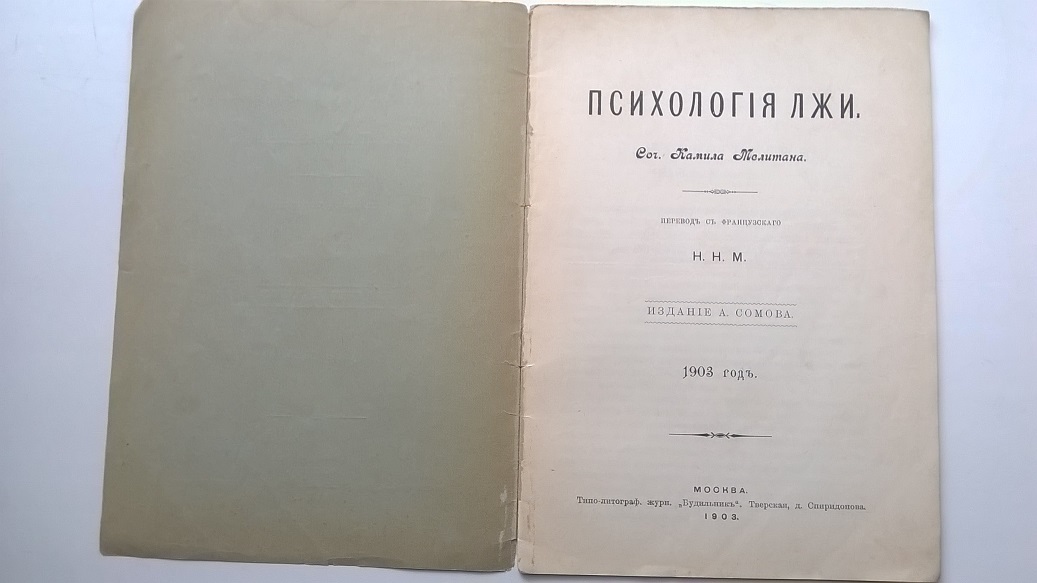 ПСИХОЛОГІЯ ЛЖИ.
Соч. Камила Мелитана.
ПЕРЕВОДЪ СЪ ФРАНЦУЗСКАГО
Н. Н. М.
ИЗДАНІЕ А. СОМОВА.
1903 годъ.
МОСКВА.
Типо-литограф. журн. „Будильникъ“, Тверская, д. Спиридонова.
1903.